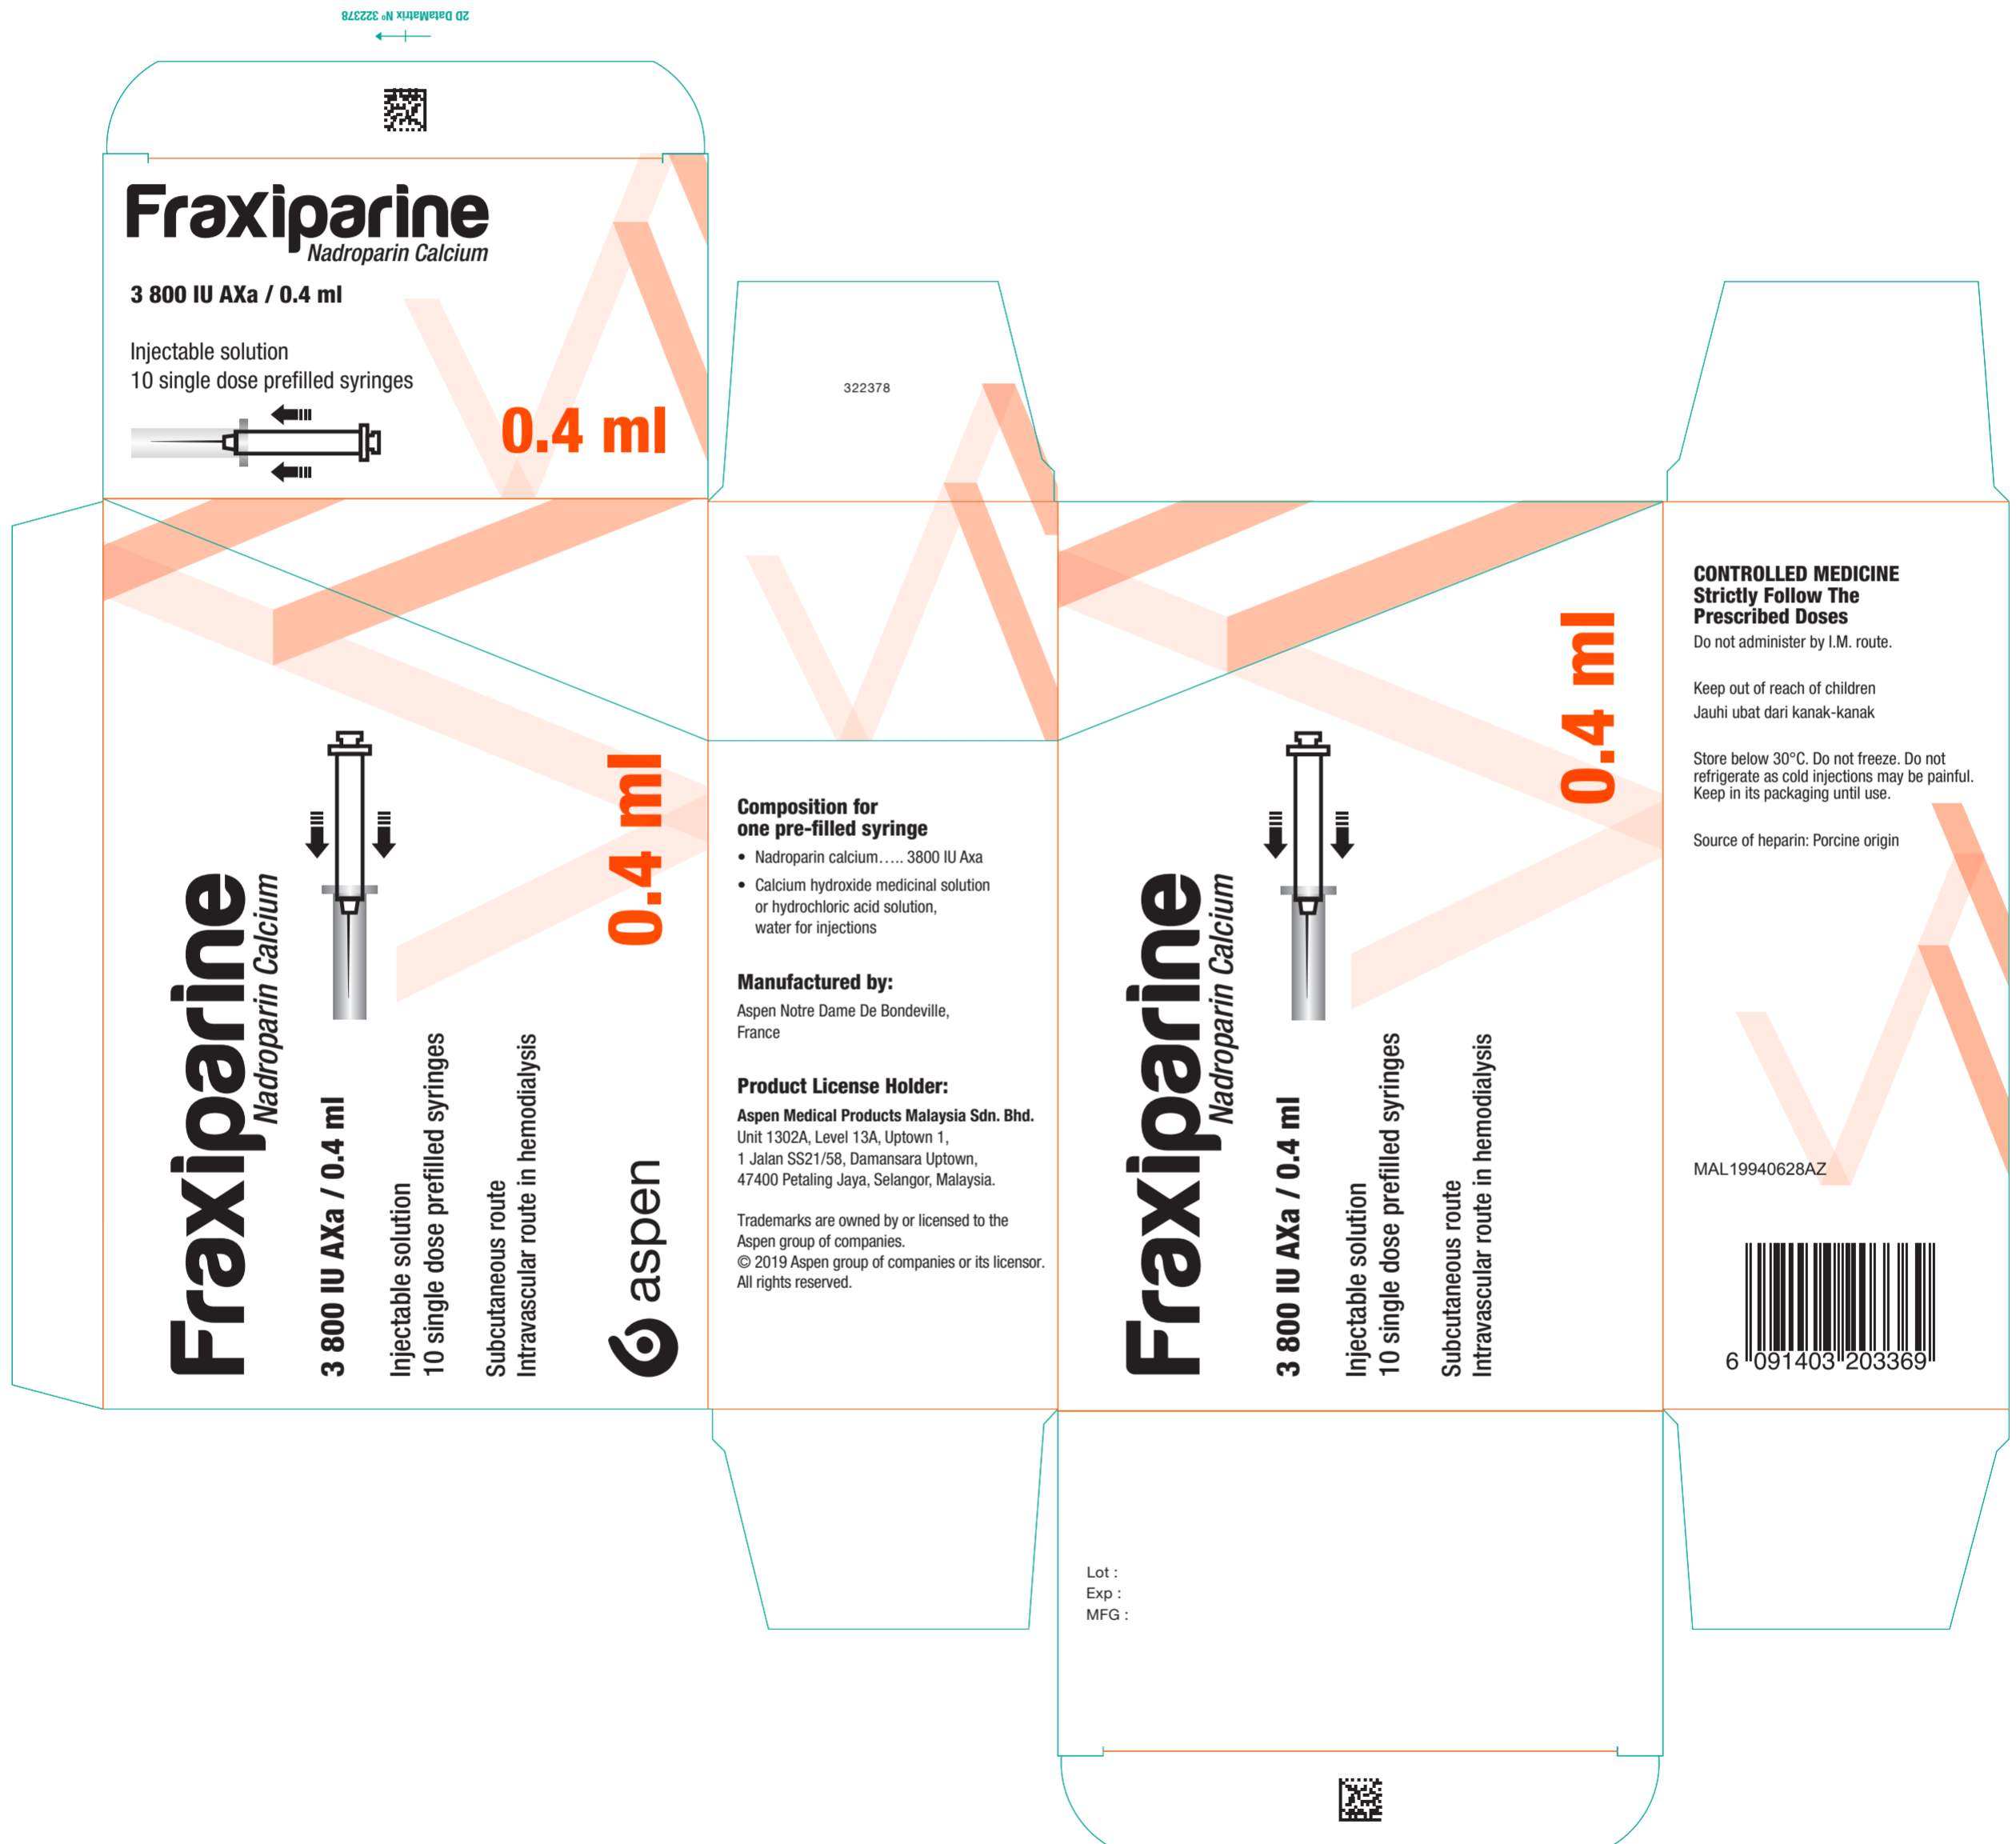 2D DataMatrix N° 322378
Fraxiparine
Nadroparin Calcium
3 800 IU AXa / 0.4 ml
Injectable solution
10 single dose prefilled syringes
0.4 ml
322378
Fraxiparine
Nadroparin Calcium
3 800 IU AXa / 0.4 ml
Injectable solution
10 single dose prefilled syringes
Subcutaneous route
Intravascular route in hemodialysis
0.4 ml
aspen
Composition for
one pre-filled syringe
• Nadroparin calcium..... 3800 IU Axa
• Calcium hydroxide medicinal solution
or hydrochloric acid solution,
water for injections
Manufactured by:
Aspen Notre Dame De Bondeville,
France
Product License Holder:
Aspen Medical Products Malaysia Sdn. Bhd.
Unit 1302A, Level 13A, Uptown 1,
1 Jalan SS21/58, Damansara Uptown,
47400 Petaling Jaya, Selangor, Malaysia.
Trademarks are owned by or licensed to the
Aspen group of companies.
© 2019 Aspen group of companies or its licensor.
All rights reserved.
Fraxiparine
Nadroparin Calcium
3 800 IU AXa / 0.4 ml
Injectable solution
10 single dose prefilled syringes
Subcutaneous route
Intravascular route in hemodialysis
0.4 ml
CONTROLLED MEDICINE
Strictly Follow The
Prescribed Doses
Do not administer by I.M. route.
Keep out of reach of children
Jauhi ubat dari kanak-kanak
Store below 30°C. Do not freeze. Do not
refrigerate as cold injections may be painful.
Keep in its packaging until use.
Source of heparin: Porcine origin
MAL19940628AZ
6 091403 203369
Lot :
Exp :
MFG :